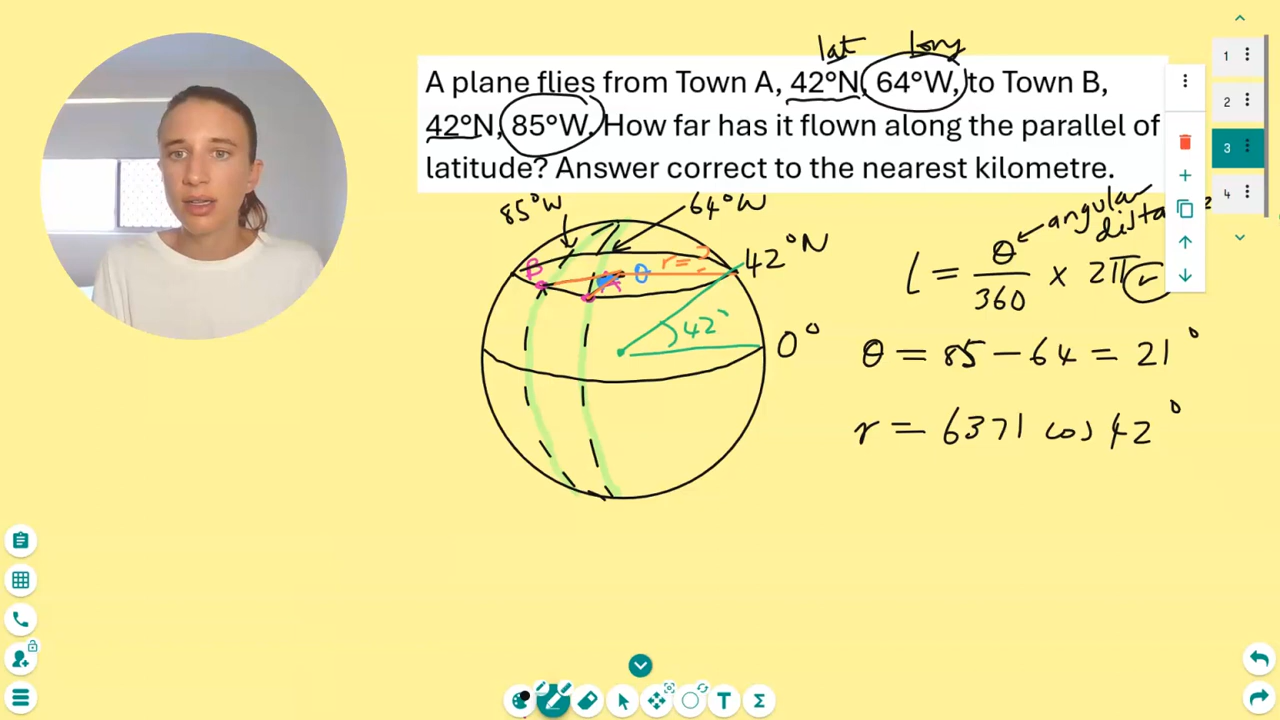 lat long
A plane flies from Town A, 42°N, 64°W, to Town B,
42°N, 85°W. How far has it flown along the parallel of
latitude? Answer correct to the nearest kilometre.
85°W
64°W
angular
B
A
θ
r = ?
42°N
42°
0°
l = θ/360 × 2πr
θ = 85 − 64 = 21°
r = 6371 cos 42°
1
2
3
4
T
Σ